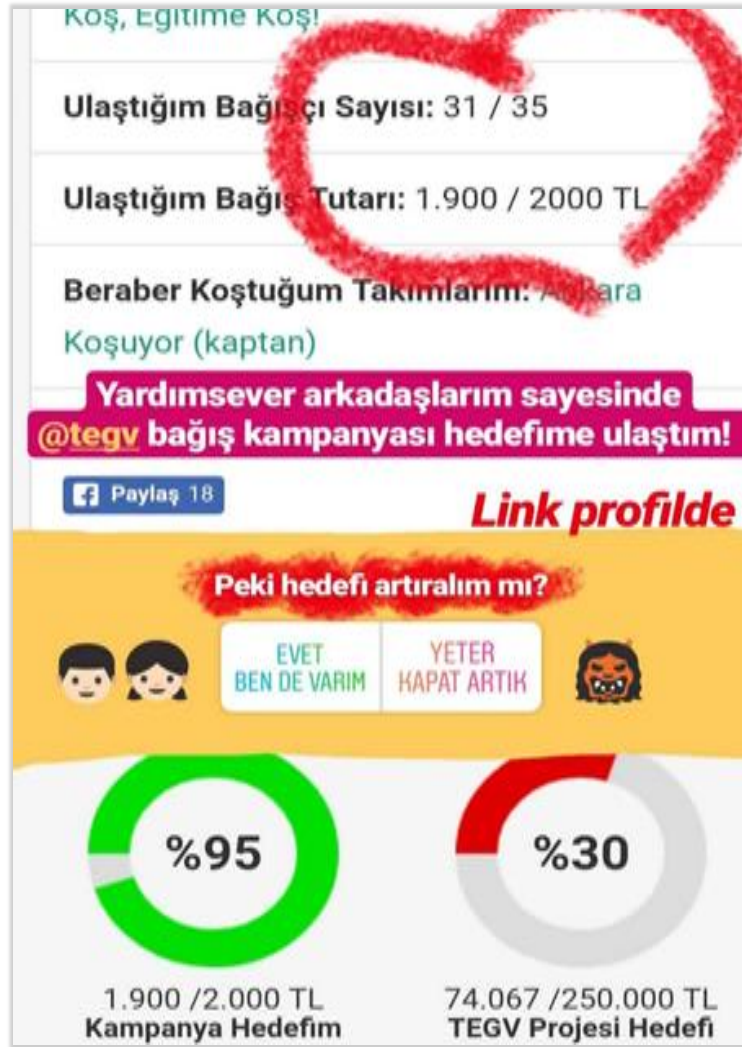 Koş, Eğitime Koş!
Ulaştığım Bağışçı Sayısı: 31 / 35
Ulaştığım Bağış Tutarı: 1.900 / 2000 TL
Beraber Koştuğum Takımlarım: Ankara
Koşuyor (kaptan)
Yardımsever arkadaşlarım sayesinde
@tegv bağış kampanyası hedefime ulaştım!
Paylaş 18
Link profilde
Peki hedefi artıralım mı?
EVET
BEN DE VARIM
YETER
KAPAT ARTIK
%95
%30
1.900 /2.000 TL
Kampanya Hedefim
74.067 /250.000 TL
TEGV Projesi Hedefi